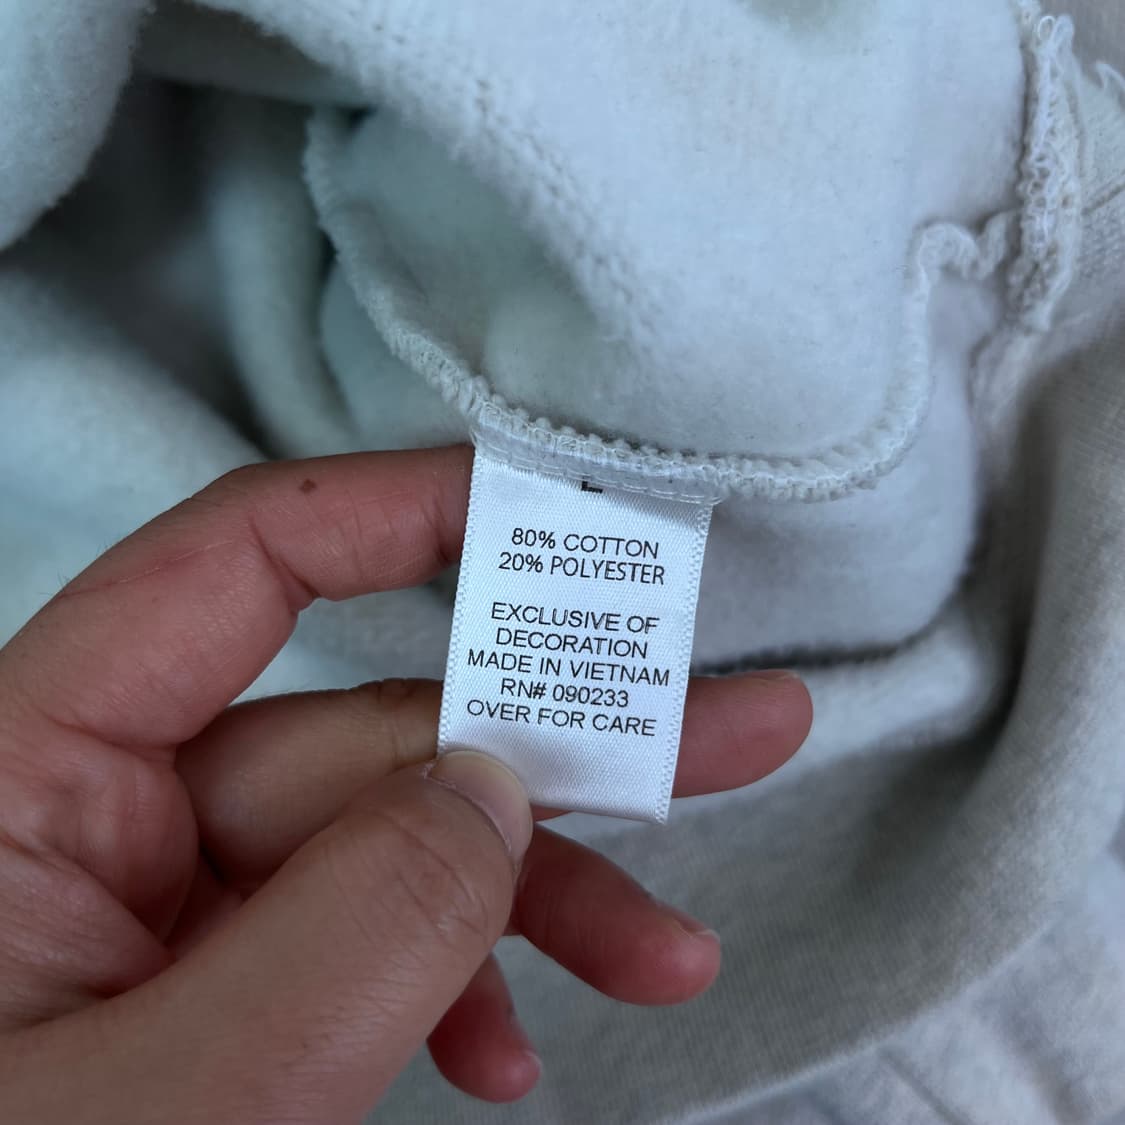 80% COTTON
20% POLYESTER
EXCLUSIVE OF
DECORATION
MADE IN VIETNAM
RN# 090233
OVER FOR CARE